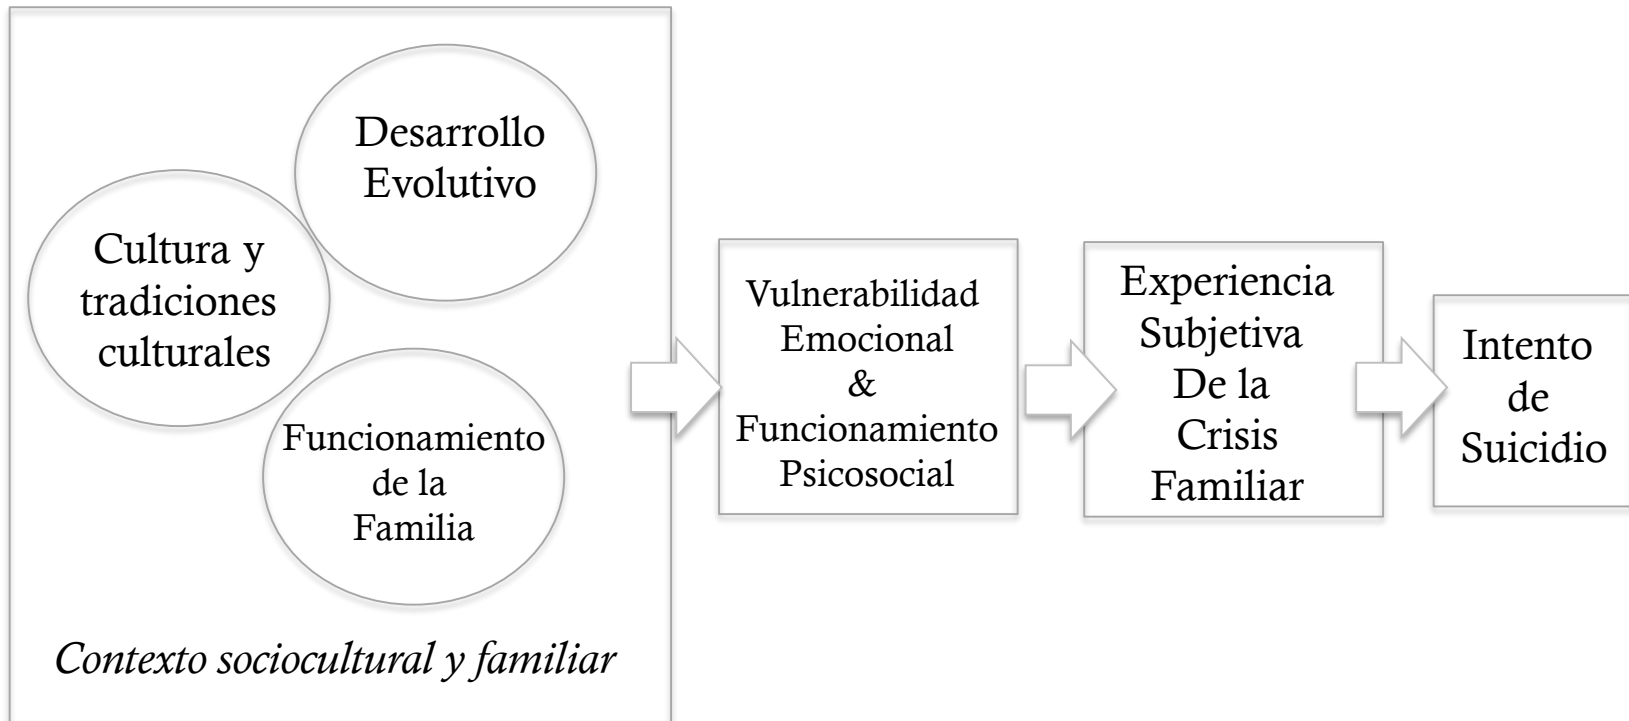 Desarrollo
Evolutivo
Cultura y
tradiciones
culturales
Funcionamiento
de la
Familia
Contexto sociocultural y familiar
Vulnerabilidad
Emocional
&
Funcionamiento
Psicosocial
Experiencia
Subjetiva
De la
Crisis
Familiar
Intento
de
Suicidio